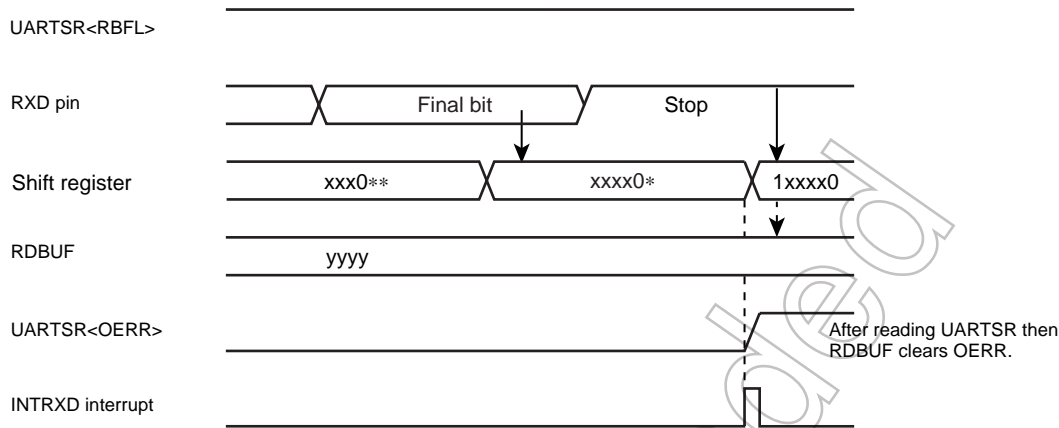 UARTSR<RBFL>
RXD pin
Final bit
Stop
Shift register
xxx0**
xxxx0*
1xxxx0
RDBUF
yyyy
UARTSR<OERR>
After reading UARTSR then
RDBUF clears OERR.
INTRXD interrupt
ded